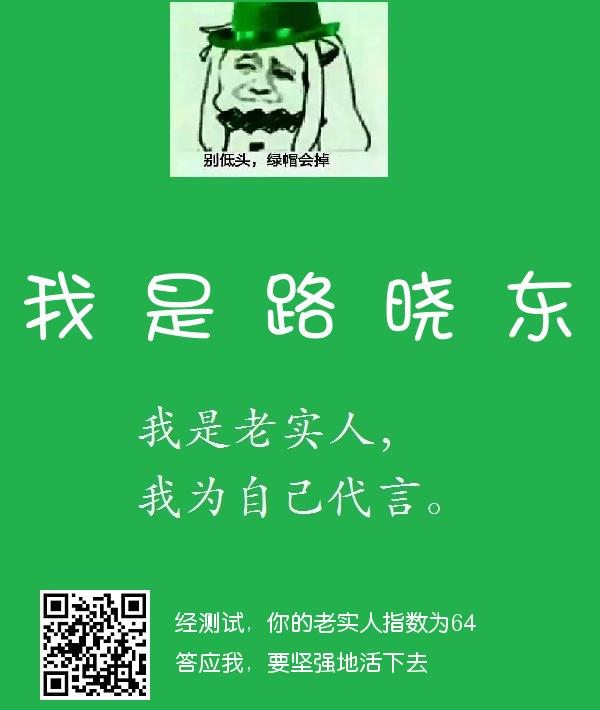 别低头，绿帽会掉
我是路晓东
我是老实人，
我为自己代言。
经测试，你的老实人指数为64
答应我，要坚强地活下去